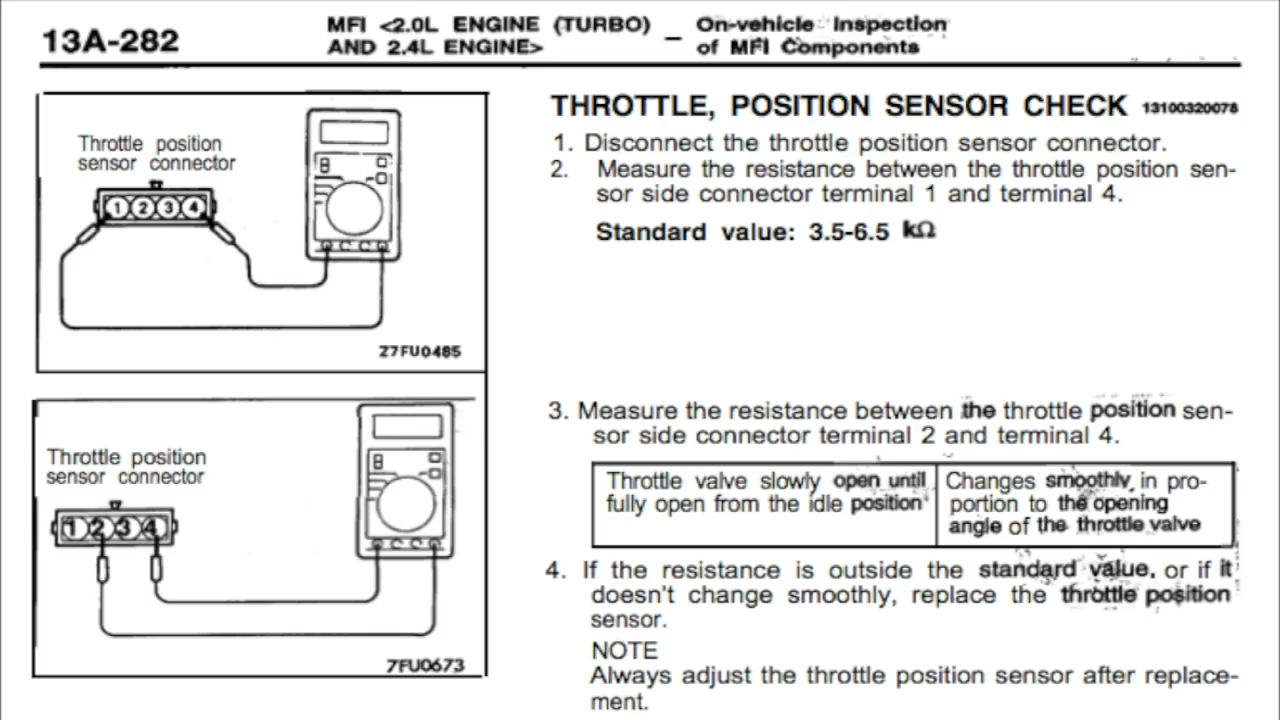 13A-282
MFI <2.0L ENGINE (TURBO)
AND 2.4L ENGINE>
– On-vehicle Inspection
of MFI Components
Throttle position
sensor connector
1 2 3 4
Z7FU0485
THROTTLE, POSITION SENSOR CHECK 13100320078
1. Disconnect the throttle position sensor connector.
2. Measure the resistance between the throttle position sen-
sor side connector terminal 1 and terminal 4.
Standard value: 3.5-6.5 kΩ
Throttle position
sensor connector
1 2 3 4
7FU0673
3. Measure the resistance between the throttle position sen-
sor side connector terminal 2 and terminal 4.
Throttle valve slowly open until
fully open from the idle position
Changes smoothly in pro-
portion to the opening
angle of the throttle valve
4. If the resistance is outside the standard value, or if it
doesn't change smoothly, replace the throttle position
sensor.
NOTE
Always adjust the throttle position sensor after replace-
ment.